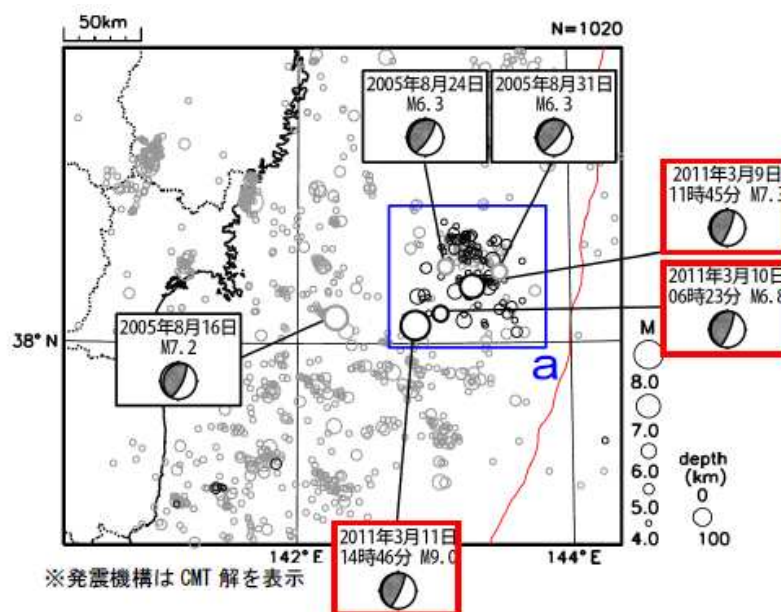 50km
N=1020
2005年8月24日
M6.3
2005年8月31日
M6.3
2011年3月9日
11時45分 M7.3
2011年3月10日
06時23分 M6.8
2005年8月16日
M7.2
38°N
a
M
8.0
7.0
6.0
5.0
4.0
depth
(km)
0
100
2011年3月11日
14時46分 M9.0
142°E
144°E
※発震機構は CMT 解を表示